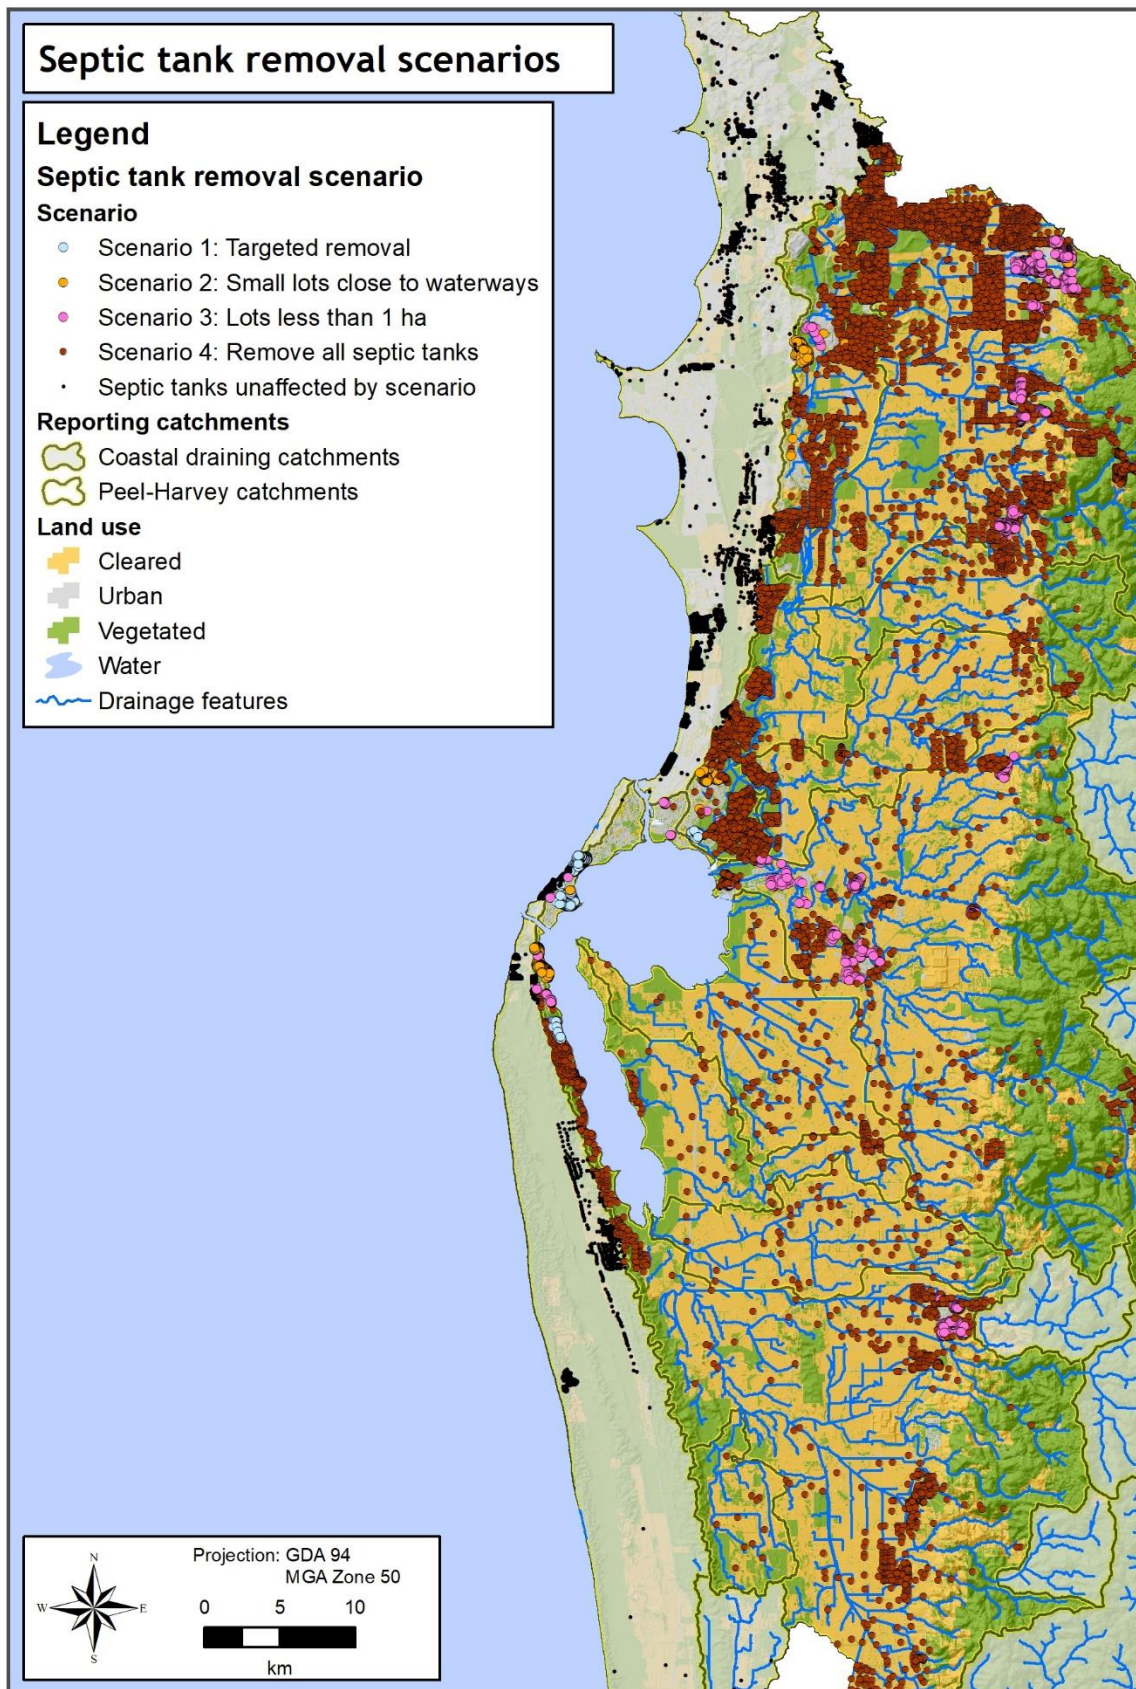 Septic tank removal scenarios
Legend
Septic tank removal scenario
Scenario
Scenario 1: Targeted removal
Scenario 2: Small lots close to waterways
Scenario 3: Lots less than 1 ha
Scenario 4: Remove all septic tanks
Septic tanks unaffected by scenario
Reporting catchments
Coastal draining catchments
Peel-Harvey catchments
Land use
Cleared
Urban
Vegetated
Water
Drainage features
N
W E
S
Projection: GDA 94
MGA Zone 50
0 5 10
km